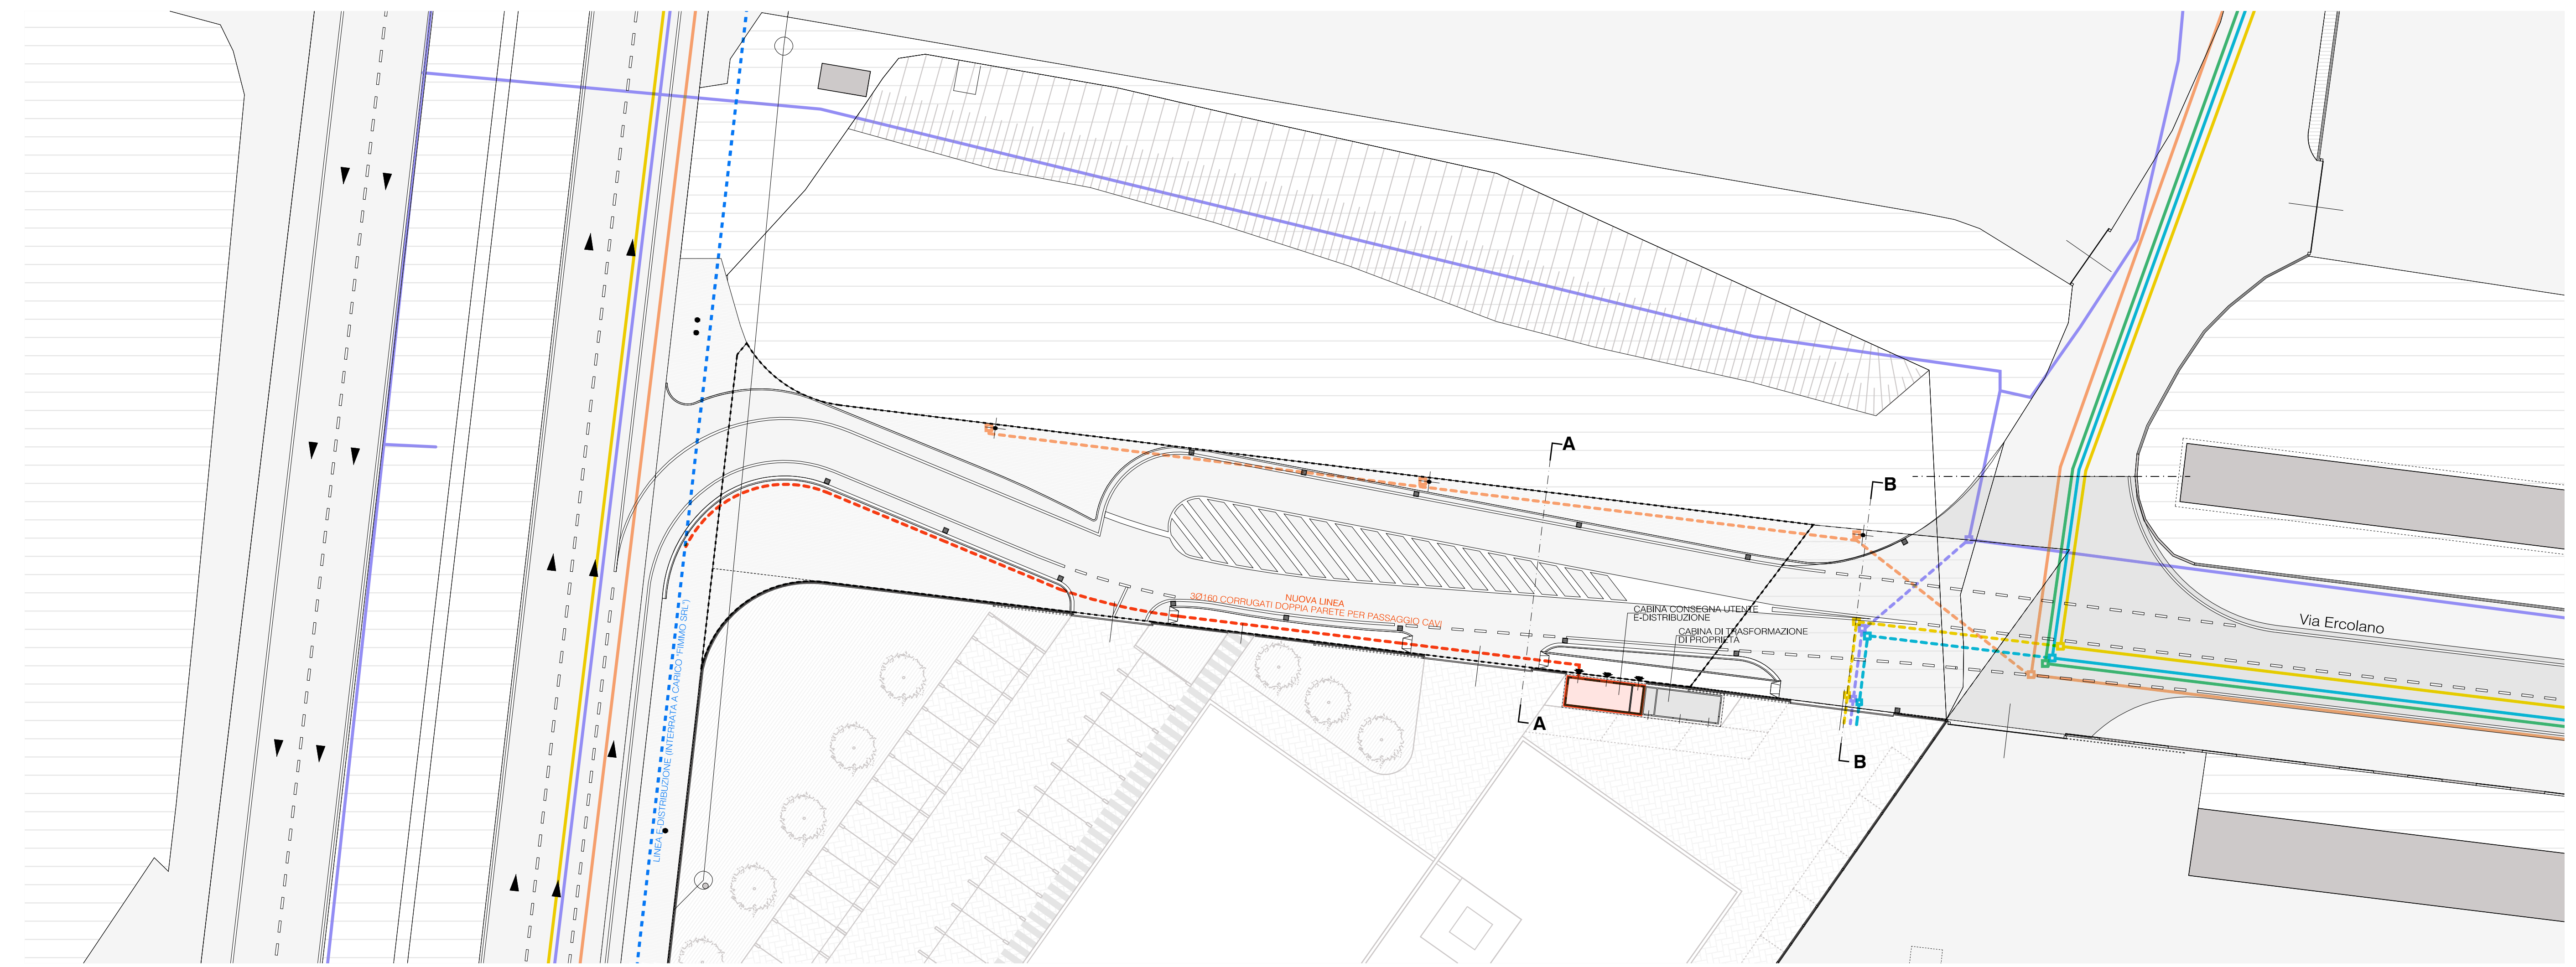 A
B
NUOVA LINEA
3Ø160 CORRUGATI DOPPIA PARETE PER PASSAGGIO CAVI
CABINA CONSEGNA UTENTE
E-DISTRIBUZIONE
CABINA DI TRASFORMAZIONE
DI PROPRIETÀ
Via Ercolano
LINEA E-DISTRIBUZIONE (INTERRATA A CARICO "FIMIMO SRL")
A
B